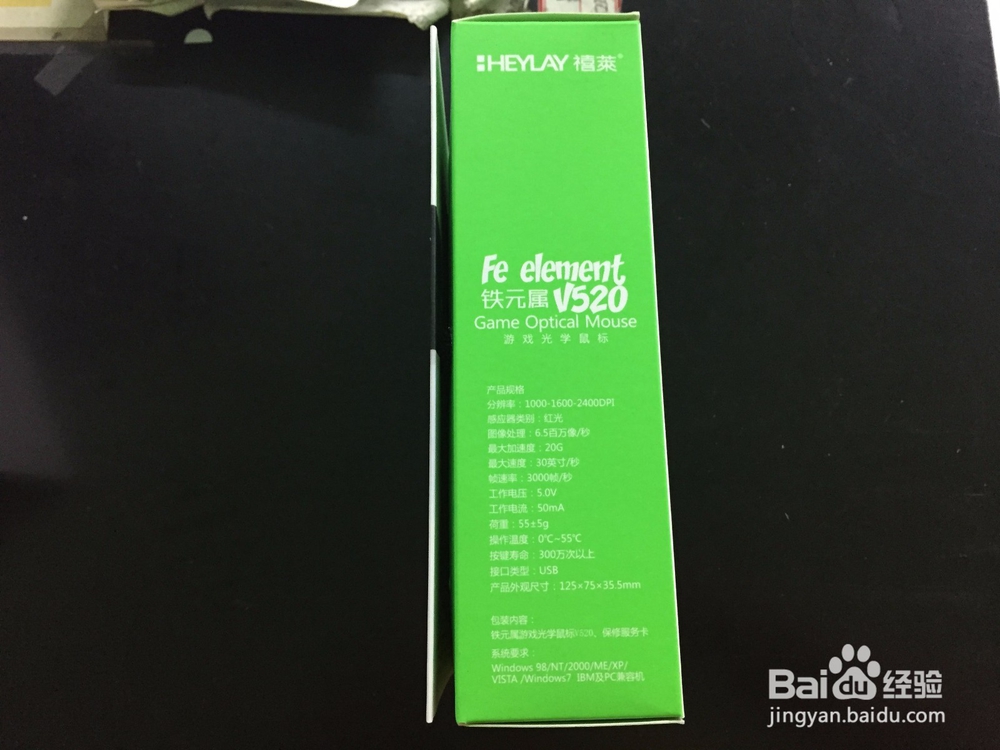 HEYLAY 禧莱®
Fe element
铁元属 V520
Game Optical Mouse
游戏光学鼠标
产品规格
分辨率：1000-1600-2400DPI
感应器类别：红光
图像处理：6.5百万像/秒
最大加速度：20G
最大速度：30英寸/秒
帧速率：3000帧/秒
工作电压：5.0V
工作电流：50mA
荷重：55±5g
操作温度：0℃~55℃
按键寿命：300万次以上
接口类型：USB
产品外观尺寸：125×75×35.5mm
包装内容：
铁元属游戏光学鼠标V520、保修服务卡
系统要求：
Windows 98/NT/2000/ME/XP/
VISTA /Windows7 IBM及PC兼容机
Baidu 经验
jingyan.baidu.com